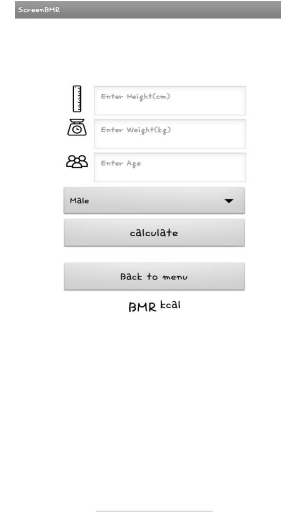 ScreenBMR
Enter Height(cm)
Enter Weight(kg)
Enter Age
Male
calculate
Back to menu
BMR kcal